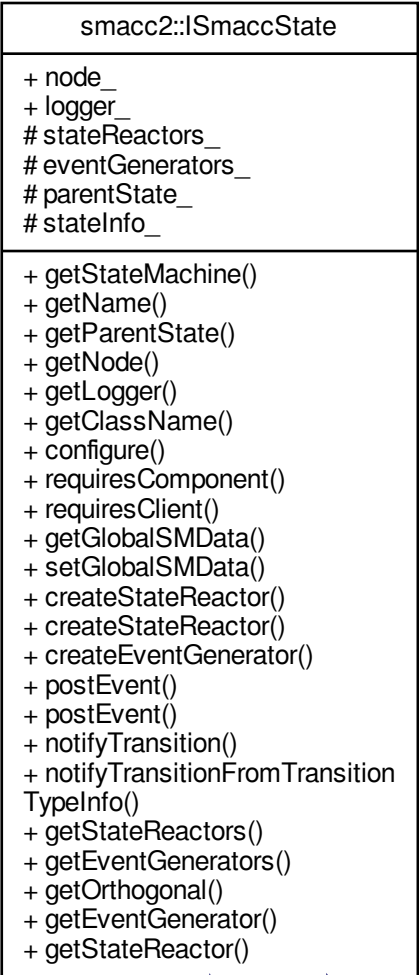 smacc2::ISmaccState
+ node_
+ logger_
# stateReactors_
# eventGenerators_
# parentState_
# stateInfo_
+ getStateMachine()
+ getName()
+ getParentState()
+ getNode()
+ getLogger()
+ getClassName()
+ configure()
+ requiresComponent()
+ requiresClient()
+ getGlobalSMData()
+ setGlobalSMData()
+ createStateReactor()
+ createStateReactor()
+ createEventGenerator()
+ postEvent()
+ postEvent()
+ notifyTransition()
+ notifyTransitionFromTransition
TypeInfo()
+ getStateReactors()
+ getEventGenerators()
+ getOrthogonal()
+ getEventGenerator()
+ getStateReactor()